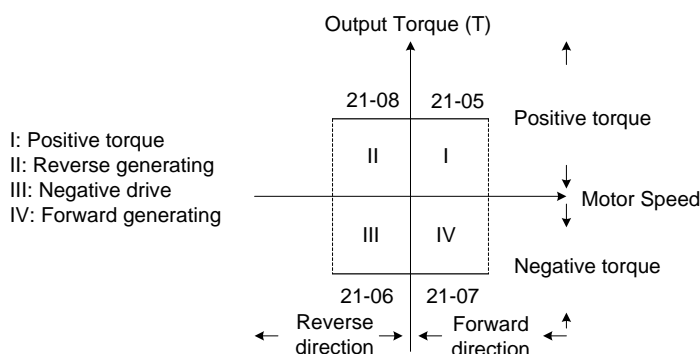 Output Torque (T)
21-08
21-05
Positive torque
I: Positive torque
II: Reverse generating
III: Negative drive
IV: Forward generating
II
I
Motor Speed
III
IV
Negative torque
21-06
21-07
Reverse
direction
Forward
direction